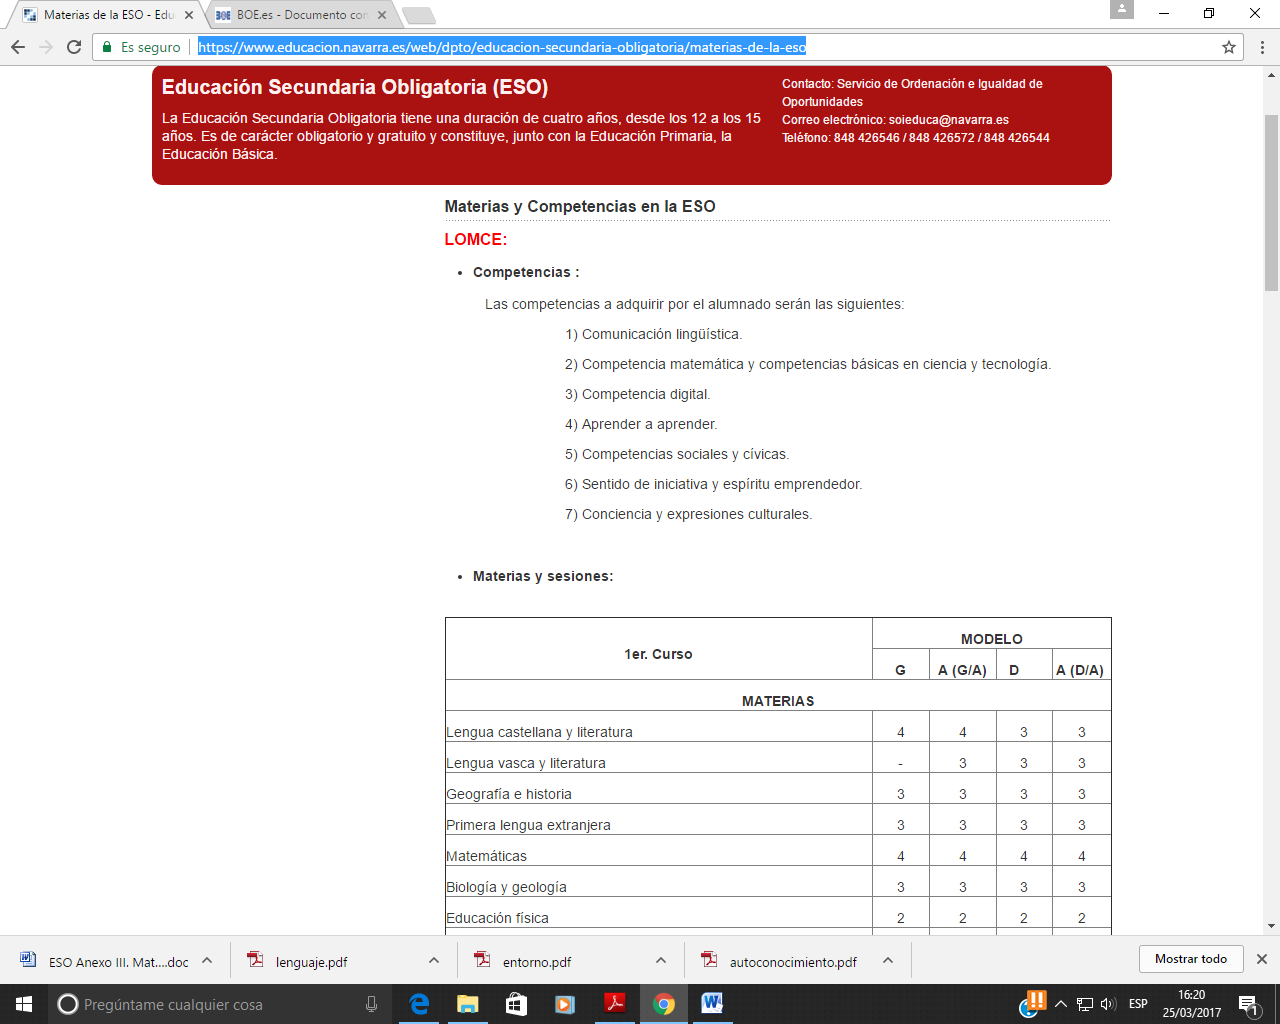 Materias de la ESO - Edu
BOE.es - Documento con
Es seguro
https://www.educacion.navarra.es/web/dpto/educacion-secundaria-obligatoria/materias-de-la-eso
Educación Secundaria Obligatoria (ESO)
La Educación Secundaria Obligatoria tiene una duración de cuatro años, desde los 12 a los 15
años. Es de carácter obligatorio y gratuito y constituye, junto con la Educación Primaria, la
Educación Básica.
Contacto: Servicio de Ordenación e Igualdad de
Oportunidades
Correo electrónico: soieduca@navarra.es
Teléfono: 848 426546 / 848 426572 / 848 426544
Materias y Competencias en la ESO
LOMCE:
• Competencias :
Las competencias a adquirir por el alumnado serán las siguientes:
1) Comunicación lingüística.
2) Competencia matemática y competencias básicas en ciencia y tecnología.
3) Competencia digital.
4) Aprender a aprender.
5) Competencias sociales y cívicas.
6) Sentido de iniciativa y espíritu emprendedor.
7) Conciencia y expresiones culturales.
• Materias y sesiones:
1er. Curso MODELO
G A (G/A) D A (D/A)
MATERIAS
Lengua castellana y literatura 4 4 3 3
Lengua vasca y literatura - 3 3 3
Geografía e historia 3 3 3 3
Primera lengua extranjera 3 3 3 3
Matemáticas 4 4 4 4
Biología y geología 3 3 3 3
Educación física 2 2 2 2
ESO Anexo III. Mat....doc
lenguaje.pdf
entorno.pdf
autoconocimiento.pdf
Mostrar todo
Pregúntame cualquier cosa
ESP
16:20
25/03/2017
1